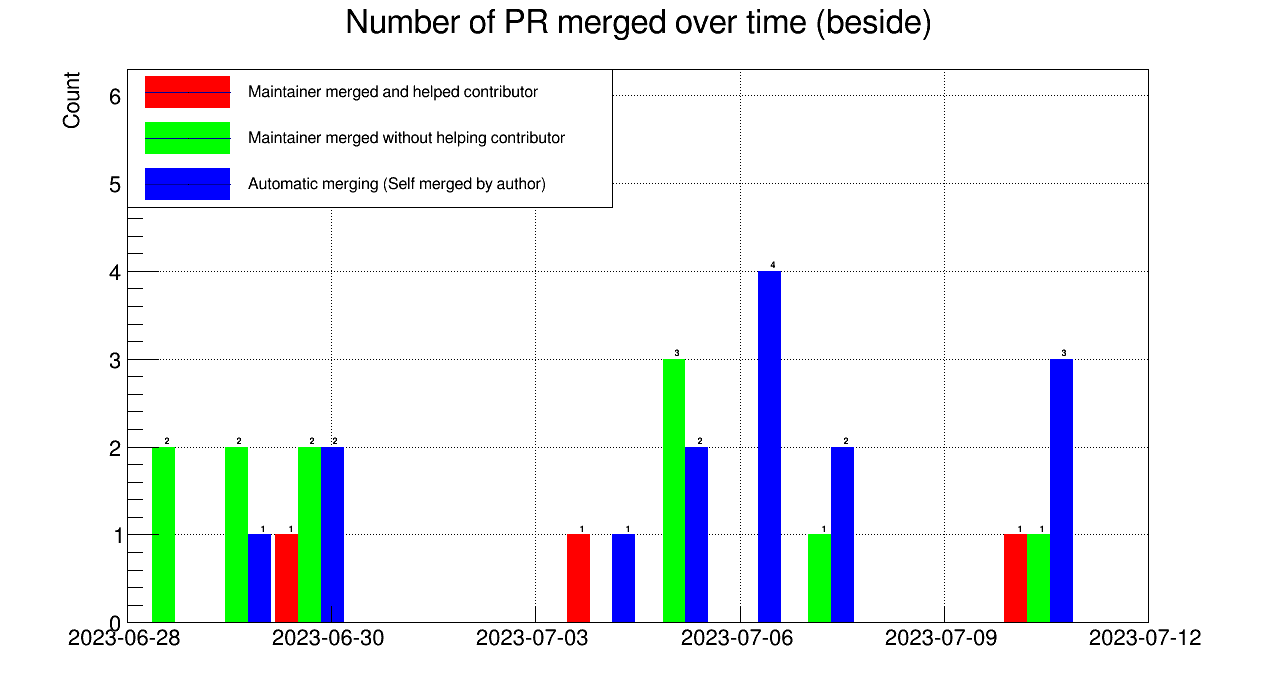 Number of PR merged over time (beside)
Count
Maintainer merged and helped contributor
Maintainer merged without helping contributor
Automatic merging (Self merged by author)
6
5
4
3
2
1
0
4
3 3
2 2 2 2 2 2
1 1 1 1 1 1 1
2023-06-28 2023-06-30 2023-07-03 2023-07-06 2023-07-09 2023-07-12